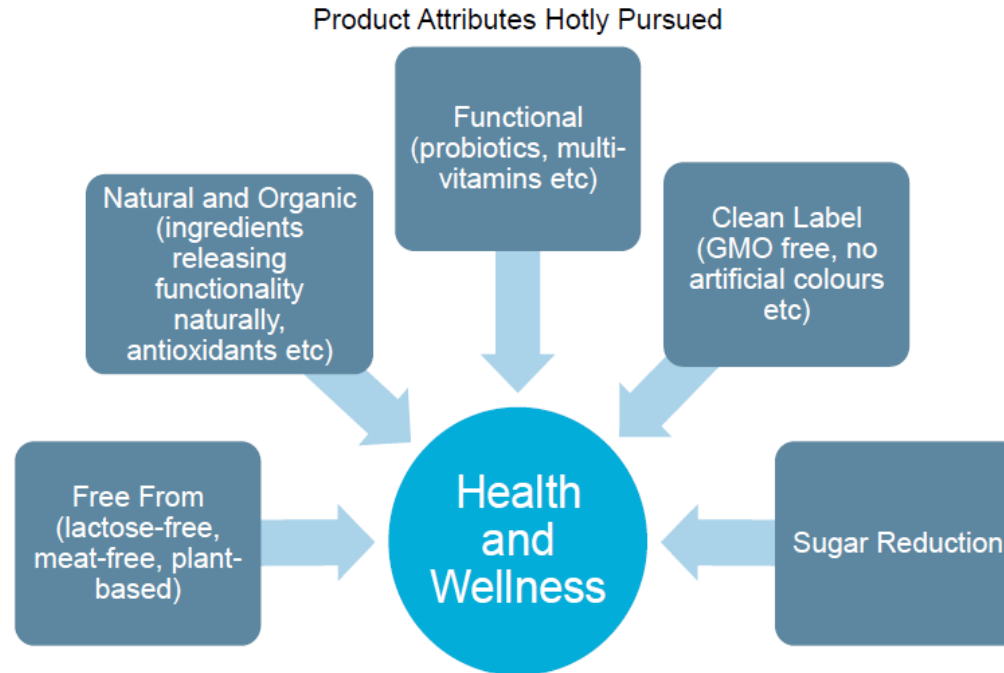 Product Attributes Hotly Pursued
Functional
(probiotics, multi-
vitamins etc)
Natural and Organic
(ingredients
releasing
functionality
naturally,
antioxidants etc)
Clean Label
(GMO free, no
artificial colours
etc)
Free From
(lactose-free,
meat-free, plant-
based)
Health
and
Wellness
Sugar Reduction